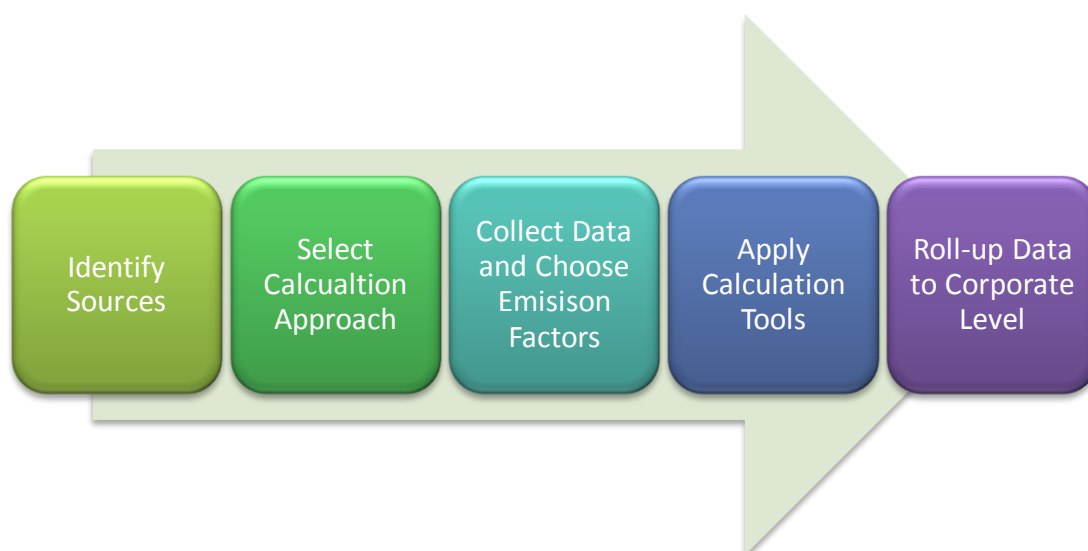 Identify
Sources
Select
Calcualtion
Approach
Collect Data
and Choose
Emisison
Factors
Apply
Calculation
Tools
Roll-up Data
to Corporate
Level